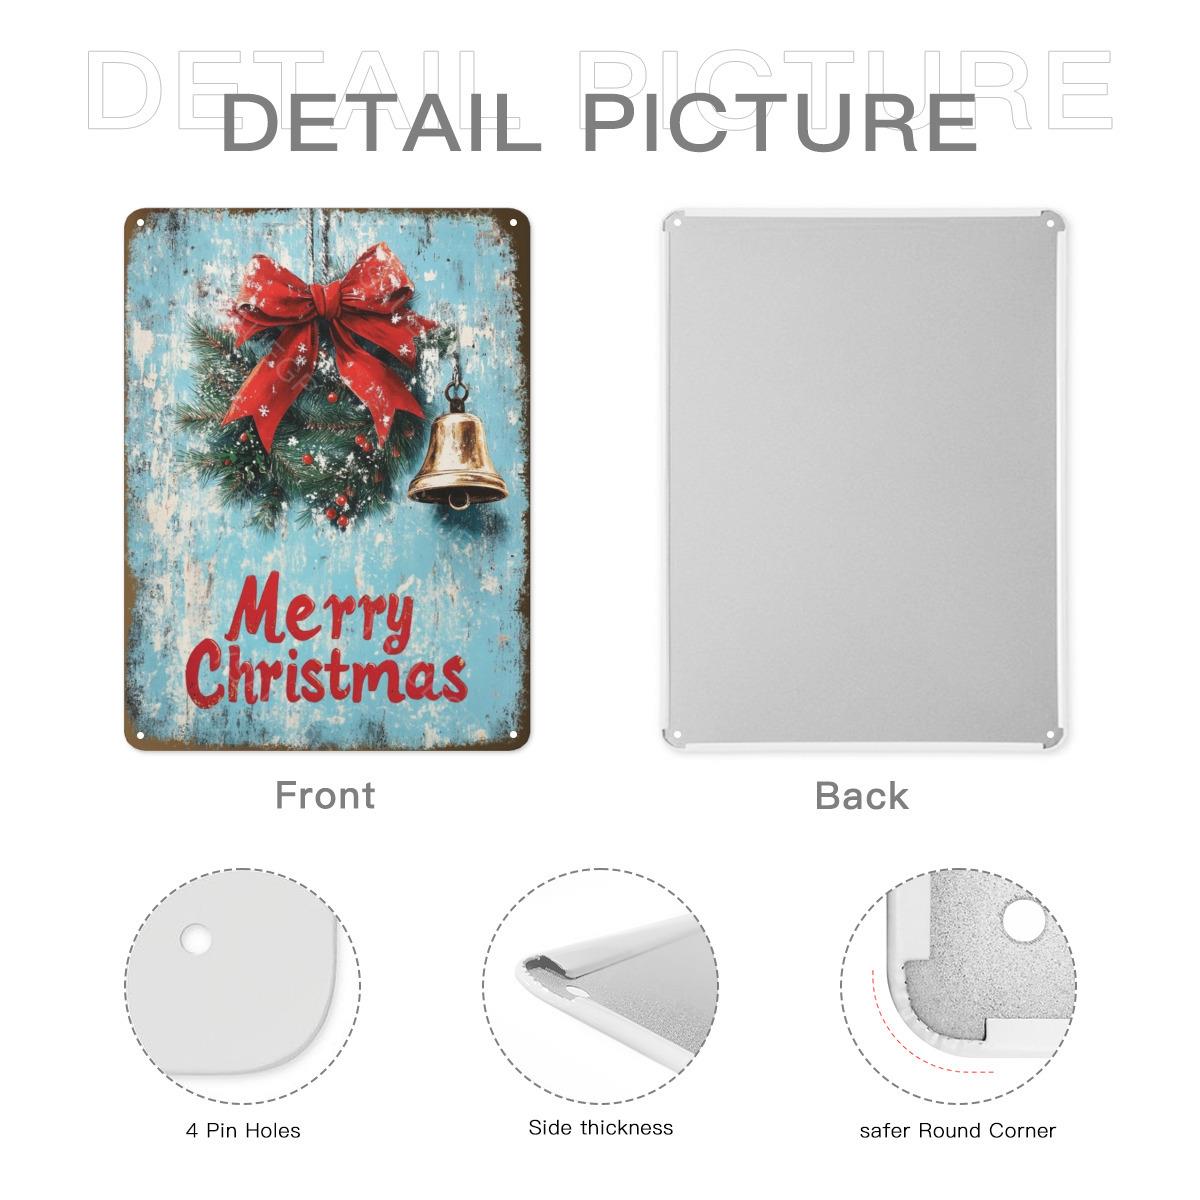 DETAIL PICTURE
DETAIL PICTURE
Merry
Christmas
Front
Back
4 Pin Holes
Side thickness
safer Round Corner